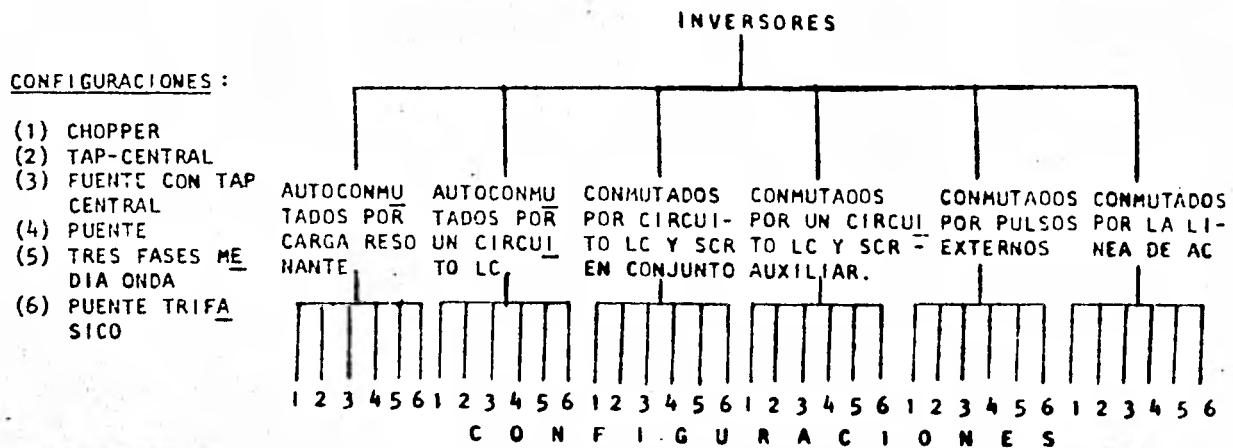 INVERSORES
CONFIGURACIONES :
(1) CHOPPER
(2) TAP-CENTRAL
(3) FUENTE CON TAP
CENTRAL
(4) PUENTE
(5) TRES FASES ME
DIA ONDA
(6) PUENTE TRIFA
SICO
AUTOCONMU
TADOS POR
CARGA RESO
NANTE
AUTOCONMU
TADOS POR
UN CIRCUI
TO LC
CONMUTADOS
POR CIRCUI-
TO LC Y SCR
EN CONJUNTO
CONMUTADOS
POR UN CIRCUI
TO LC Y SCR -
AUXILIAR.
CONMUTADOS
POR PULSOS
EXTERNOS
CONMUTADOS
POR LA LI-
NEA DE AC
1 2 3 4 5 6 1 2 3 4 5 6 1 2 3 4 5 6 1 2 3 4 5 6 1 2 3 4 5 6 1 2 3 4 5 6
C O N F I G U R A C I O N E S